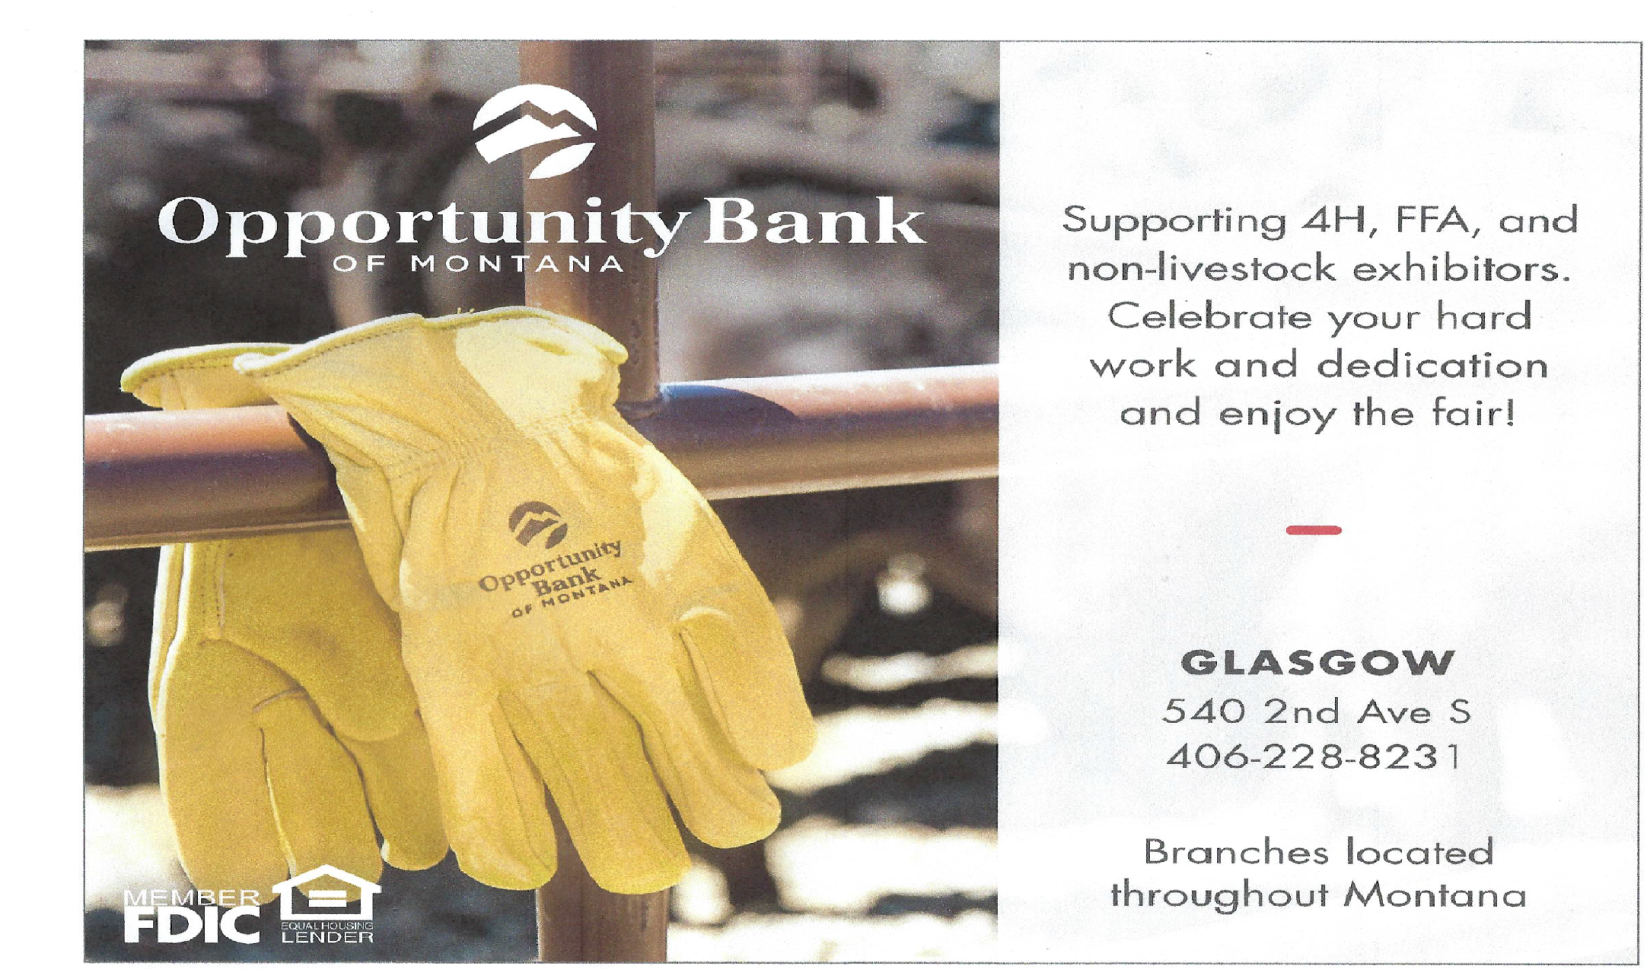 Opportunity Bank
OF MONTANA
Opportunity
Bank
OF MONTANA
MEMBER
FDIC
EQUAL HOUSING
LENDER
Supporting 4H, FFA, and
non-livestock exhibitors.
Celebrate your hard
work and dedication
and enjoy the fair!
GLASGOW
540 2nd Ave S
406-228-8231
Branches located
throughout Montana